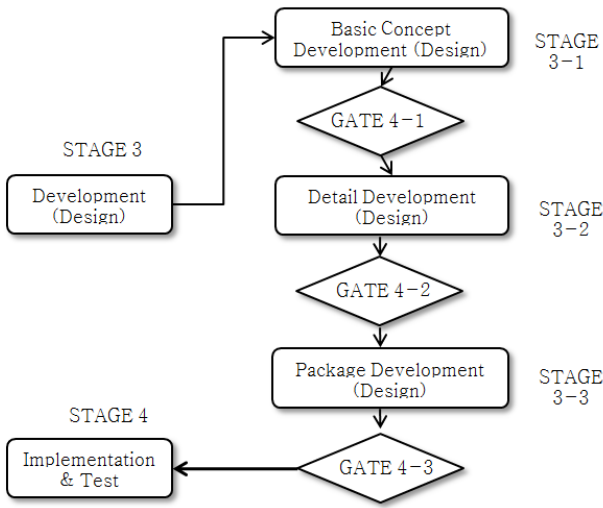 Basic Concept
Development (Design)
STAGE
3-1
GATE 4-1
STAGE 3
Development
(Design)
Detail Development
(Design)
STAGE
3-2
GATE 4-2
Package Development
(Design)
STAGE
3-3
STAGE 4
Implementation
& Test
GATE 4-3